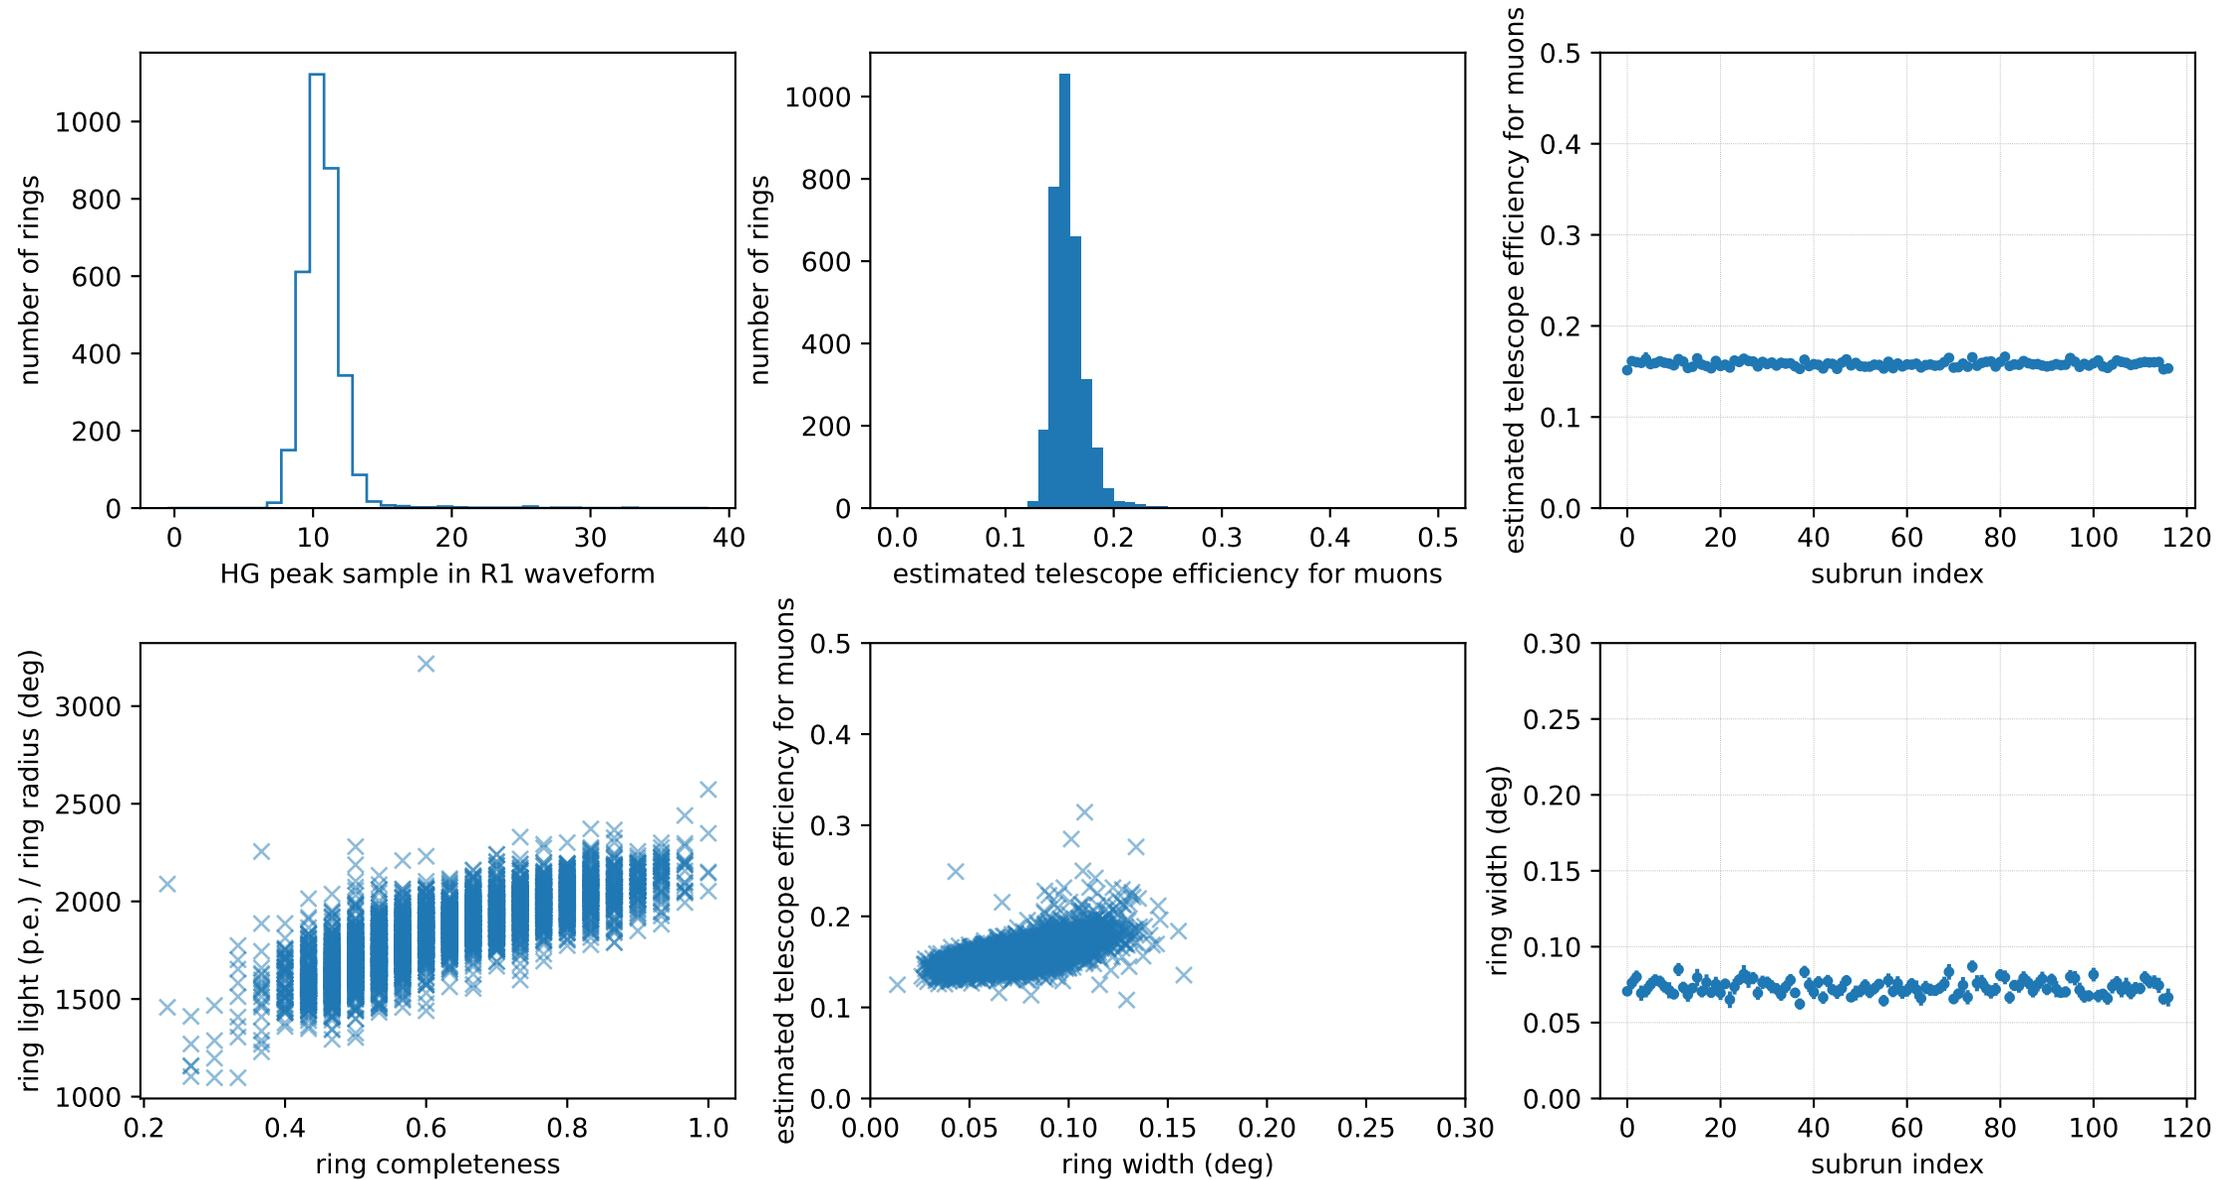 number of rings
1000
800
600
400
200
0
0 10 20 30 40
HG peak sample in R1 waveform
number of rings
1000
800
600
400
200
0
0.0 0.1 0.2 0.3 0.4 0.5
estimated telescope efficiency for muons
estimated telescope efficiency for muons
0.5
0.4
0.3
0.2
0.1
0.0
0 20 40 60 80 100 120
subrun index
ring light (p.e.) / ring radius (deg)
3000
2500
2000
1500
1000
0.2 0.4 0.6 0.8 1.0
ring completeness
estimated telescope efficiency for muons
0.5
0.4
0.3
0.2
0.1
0.0
0.00 0.05 0.10 0.15 0.20 0.25 0.30
ring width (deg)
ring width (deg)
0.30
0.25
0.20
0.15
0.10
0.05
0.00
0 20 40 60 80 100 120
subrun index